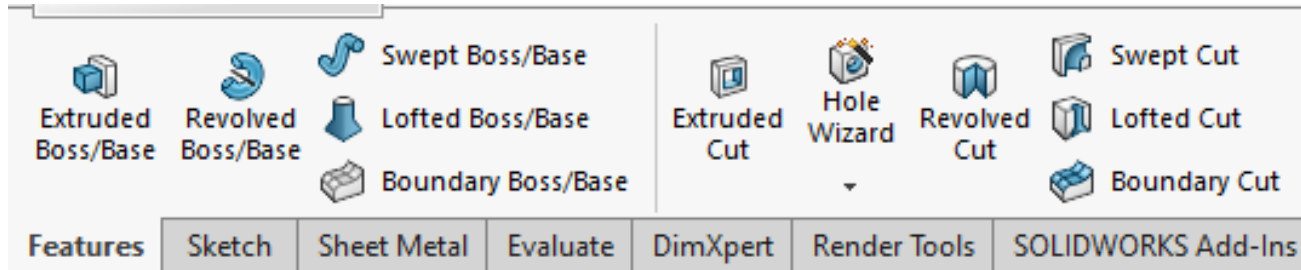 Extruded
Boss/Base
Revolved
Boss/Base
Swept Boss/Base
Lofted Boss/Base
Boundary Boss/Base
Extruded
Cut
Hole
Wizard
Revolved
Cut
Swept Cut
Lofted Cut
Boundary Cut
Features
Sketch
Sheet Metal
Evaluate
DimXpert
Render Tools
SOLIDWORKS Add-Ins